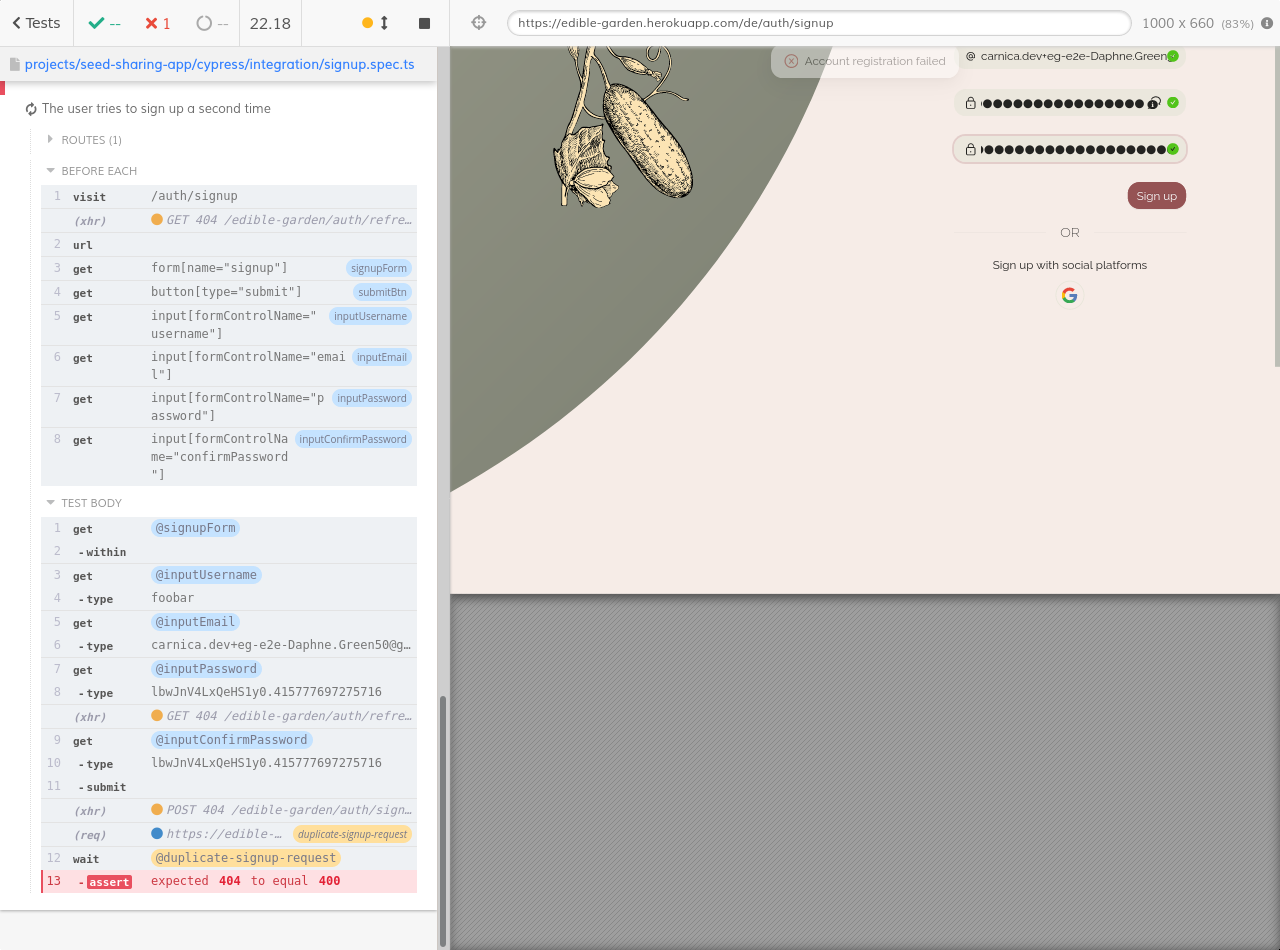 Tests
--
1
--
22.18
https://edible-garden.herokuapp.com/de/auth/signup
1000 x 660 (83%)
projects/seed-sharing-app/cypress/integration/signup.spec.ts
The user tries to sign up a second time
ROUTES (1)
BEFORE EACH
1 visit /auth/signup
(xhr) GET 404 /edible-garden/auth/refre…
2 url
3 get form[name="signup"] signupForm
4 get button[type="submit"] submitBtn
5 get input[formControlName=" inputUsername
username"]
6 get input[formControlName="emai inputEmail
l"]
7 get input[formControlName="p inputPassword
assword"]
8 get input[formControlNa inputConfirmPassword
me="confirmPassword
"]
TEST BODY
1 get @signupForm
2 -within
3 get @inputUsername
4 -type foobar
5 get @inputEmail
6 -type carnica.dev+eg-e2e-Daphne.Green50@g…
7 get @inputPassword
8 -type lbwJnV4LxQeHS1y0.415777697275716
(xhr) GET 404 /edible-garden/auth/refre…
9 get @inputConfirmPassword
10 -type lbwJnV4LxQeHS1y0.415777697275716
11 -submit
(xhr) POST 404 /edible-garden/auth/sign…
(req) https://edible-… duplicate-signup-request
12 wait @duplicate-signup-request
13 -assert expected 404 to equal 400
Account registration failed
@ carnica.dev+eg-e2e-Daphne.Green
Sign up
OR
Sign up with social platforms